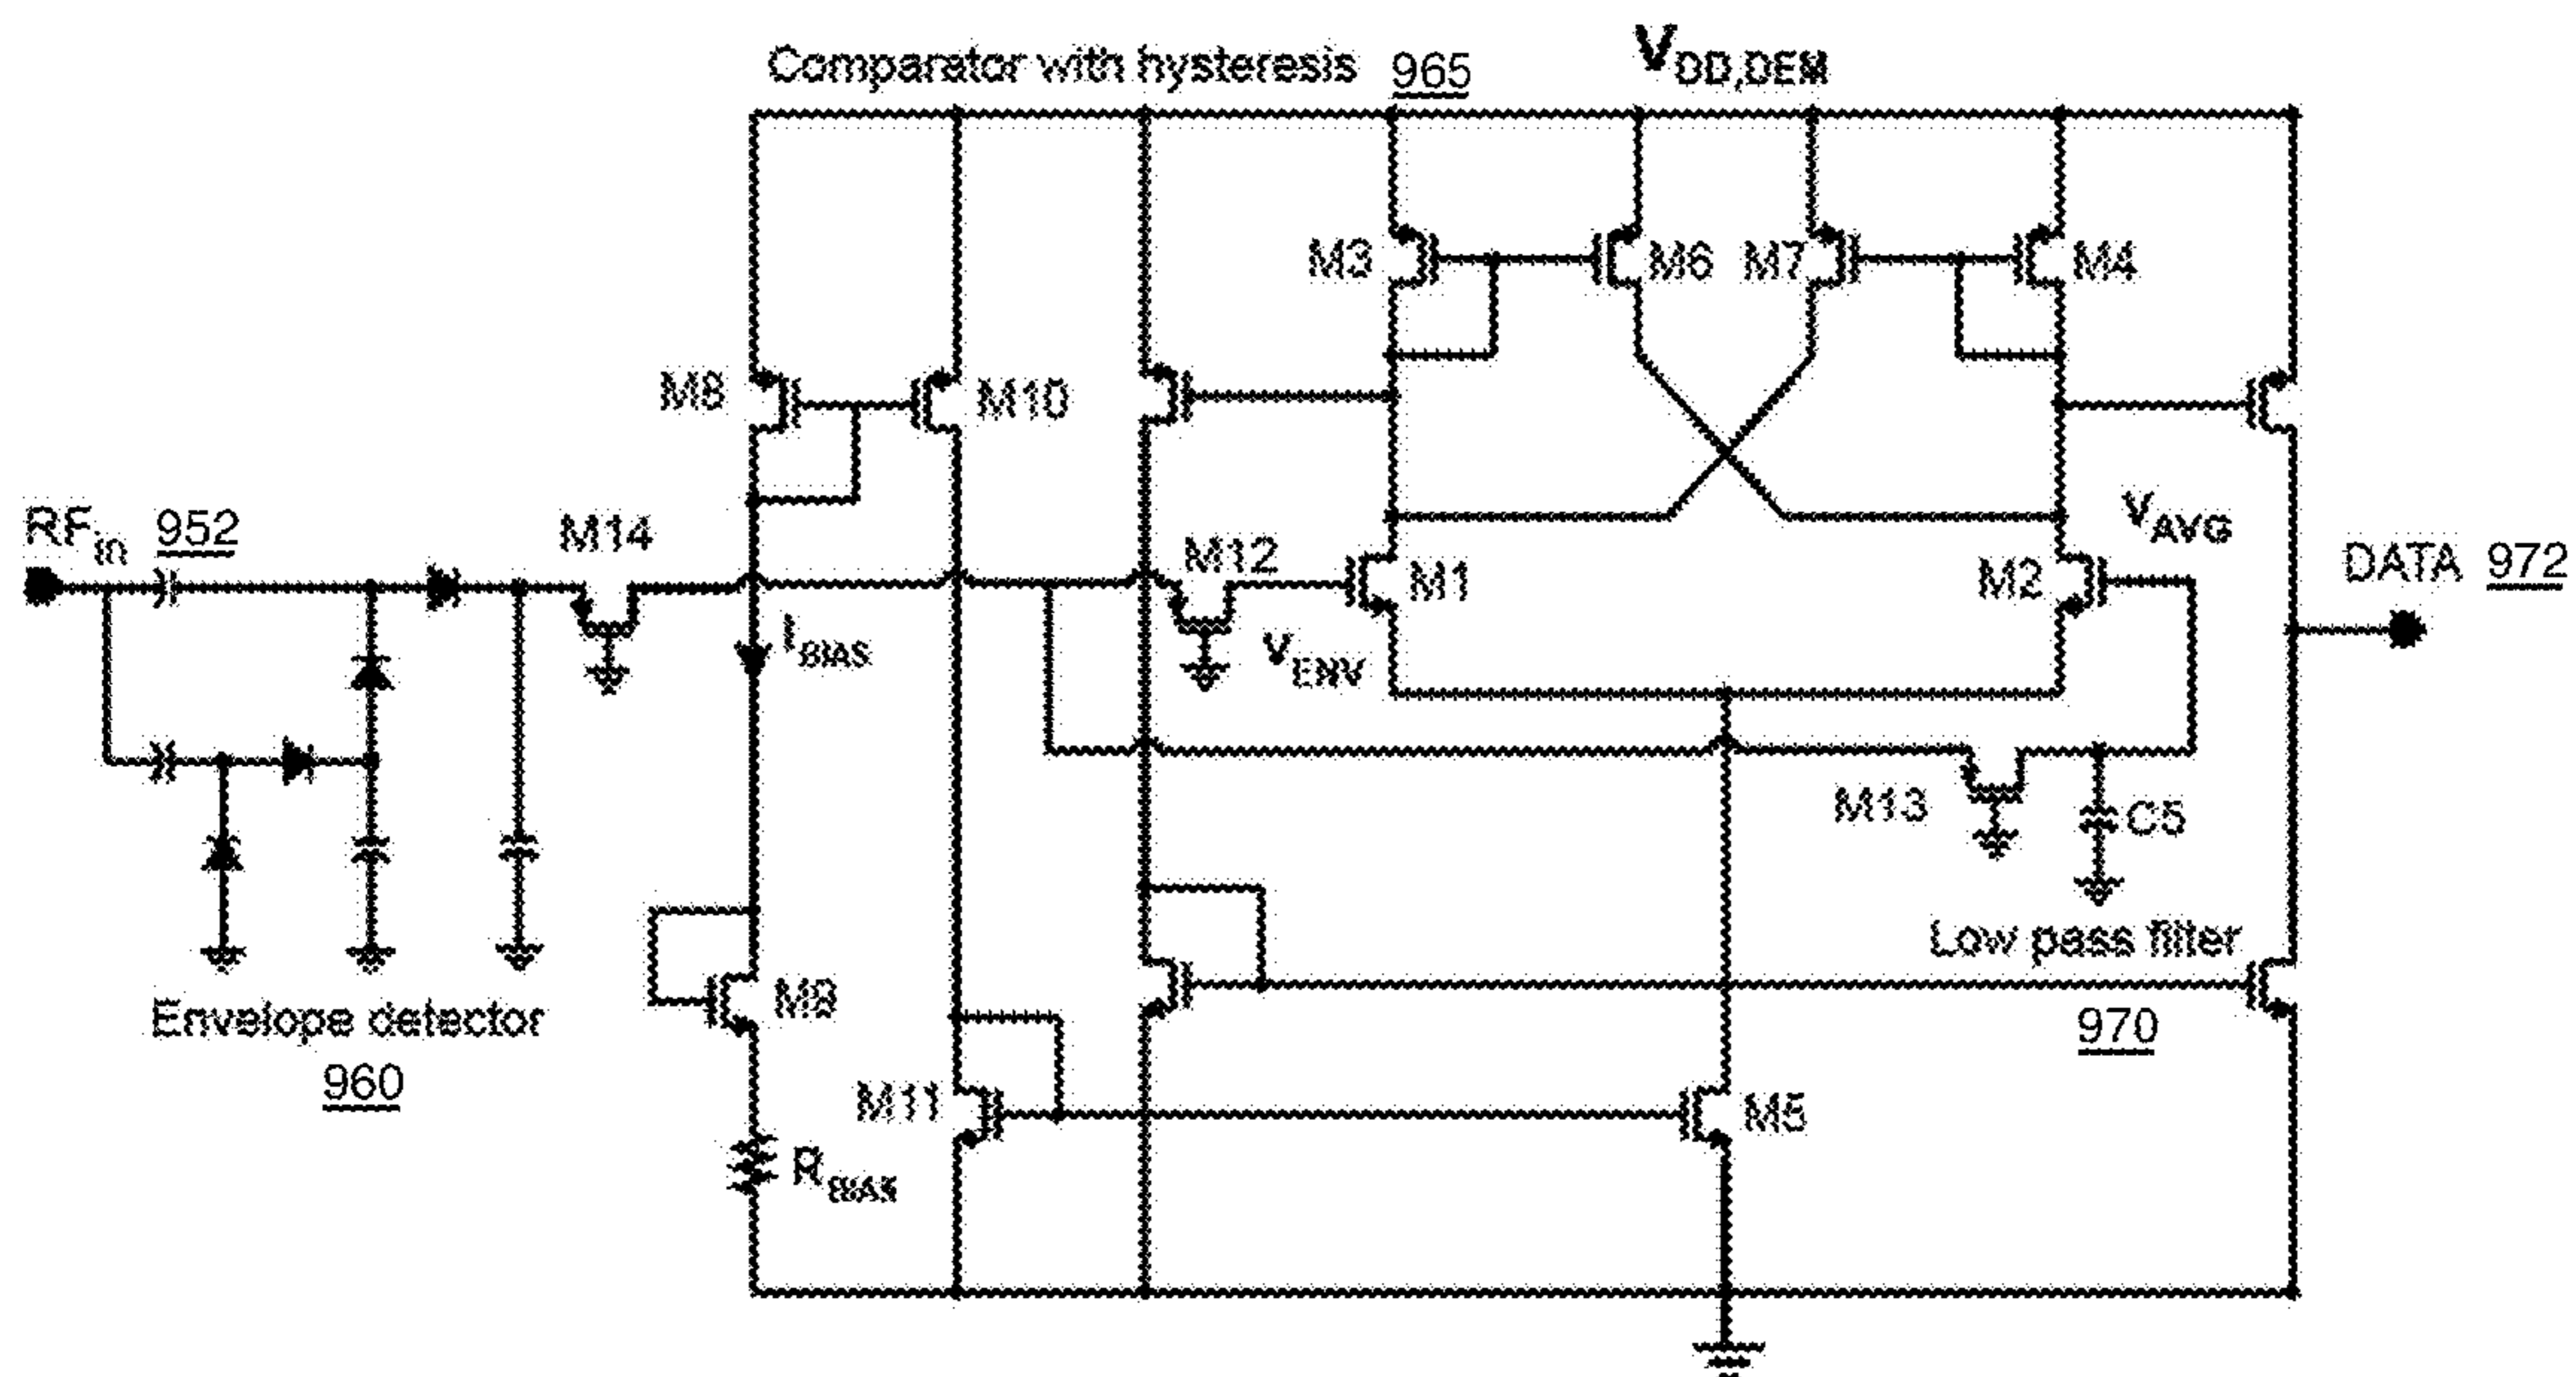 Comparator with hysteresis 965
VDD,DEM
M3
M6
M7
M4
M8
M10
RFin 952
M14
M12
M1
M2
VAVG
DATA 972
IBIAS
VENV
M13
C5
Low pass filter
970
M9
Envelope detector
960
M11
M5
RBIAS